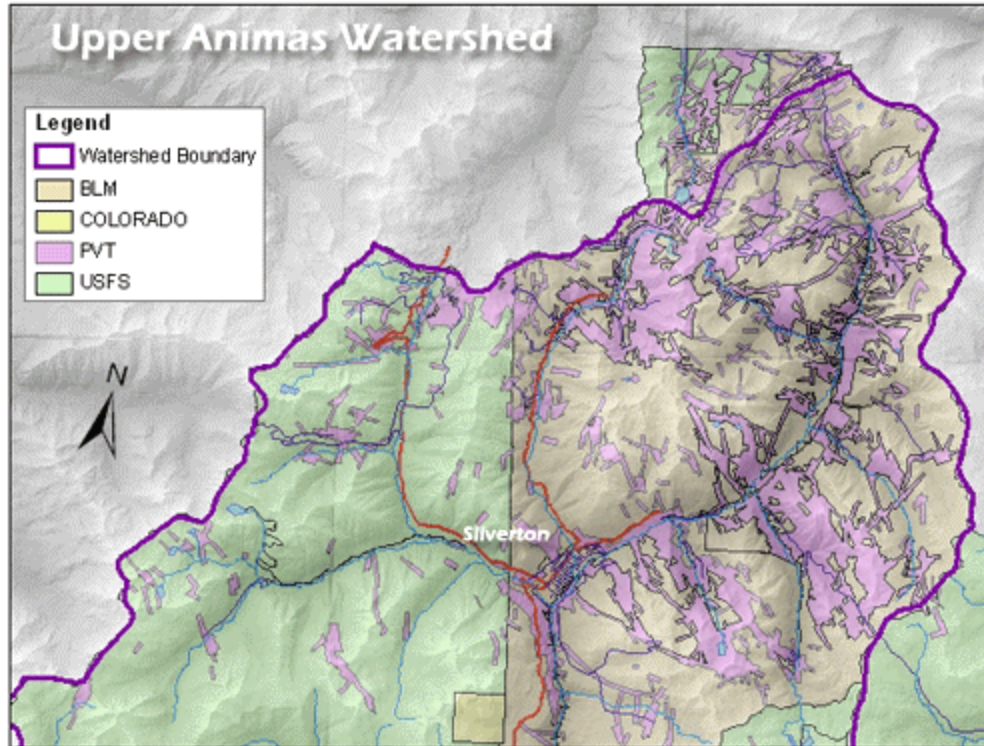 Upper Animas Watershed
Legend
Watershed Boundary
BLM
COLORADO
PVT
USFS
N
Silverton